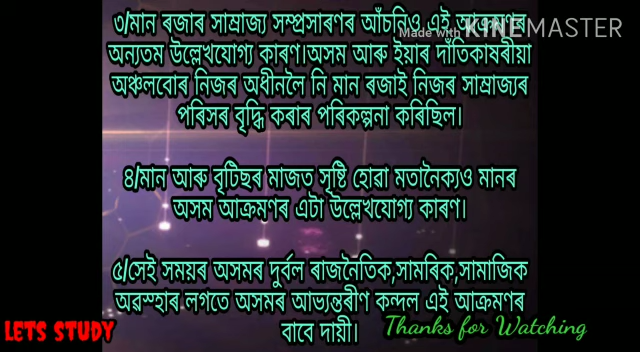 ৩/মান ৰজাৰ সাম্ৰাজ্য সম্প্ৰসাৰণৰ আঁচনিও এই আক্ৰমণৰ
Made with KINEMASTER
অন্যতম উল্লেখযোগ্য কাৰণ।অসম আৰু ইয়াৰ দাঁতিকাষৰীয়া
অঞ্চলবোৰ নিজৰ অধীনলৈ নি মান ৰজাই নিজৰ সাম্ৰাজ্যৰ
পৰিসৰ বৃদ্ধি কৰাৰ পৰিকল্পনা কৰিছিল।
৪/মান আৰু বৃটিছৰ মাজত সৃষ্টি হোৱা মতানৈক্যও মানৰ
অসম আক্ৰমণৰ এটা উল্লেখযোগ্য কাৰণ।
৫/সেই সময়ৰ অসমৰ দুৰ্বল ৰাজনৈতিক,সামৰিক,সামাজিক
অৱস্হাৰ লগতে অসমৰ আভ্যন্তৰীণ কন্দল এই আক্ৰমণৰ
বাবে দায়ী।
LETS STUDY
Thanks for Watching